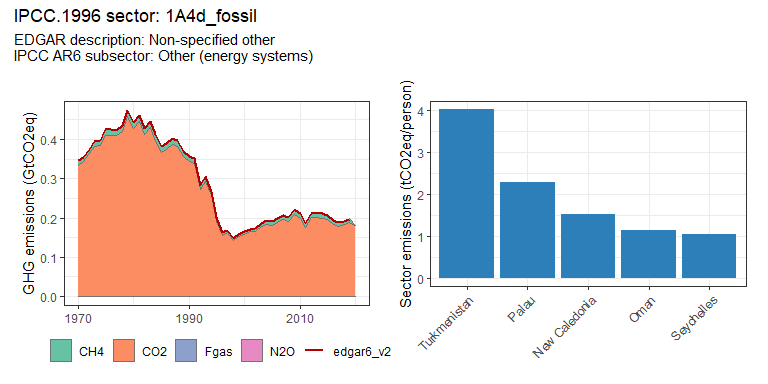 IPCC.1996 sector: 1A4d_fossil
EDGAR description: Non-specified other
IPCC AR6 subsector: Other (energy systems)
GHG emissions (GtCO2eq)
0.4
0.3
0.2
0.1
0.0
1970
1990
2010
CH4
CO2
Fgas
N2O
edgar6_v2
Sector emissions (tCO2eq/person)
4
3
2
1
0
Turkmenistan
Palau
New Caledonia
Oman
Seychelles